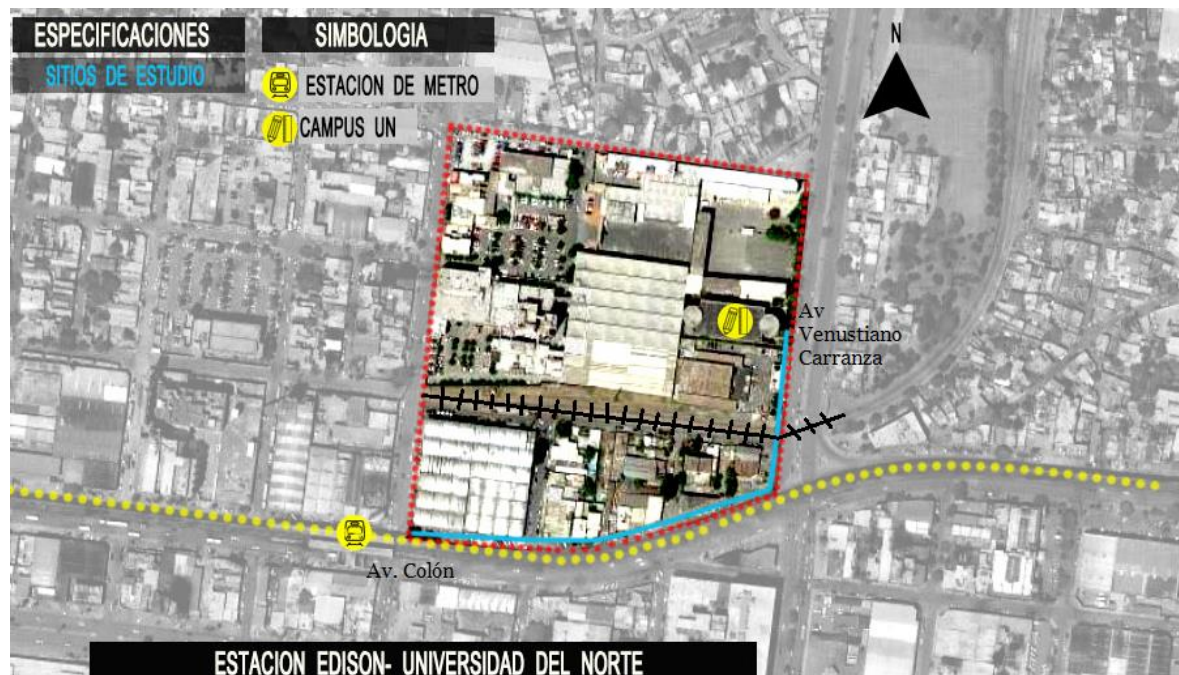 ESPECIFICACIONES
SITIOS DE ESTUDIO
SIMBOLOGIA
ESTACION DE METRO
CAMPUS UN
N
Av
Venustiano
Carranza
Av. Colón
ESTACION EDISON- UNIVERSIDAD DEL NORTE